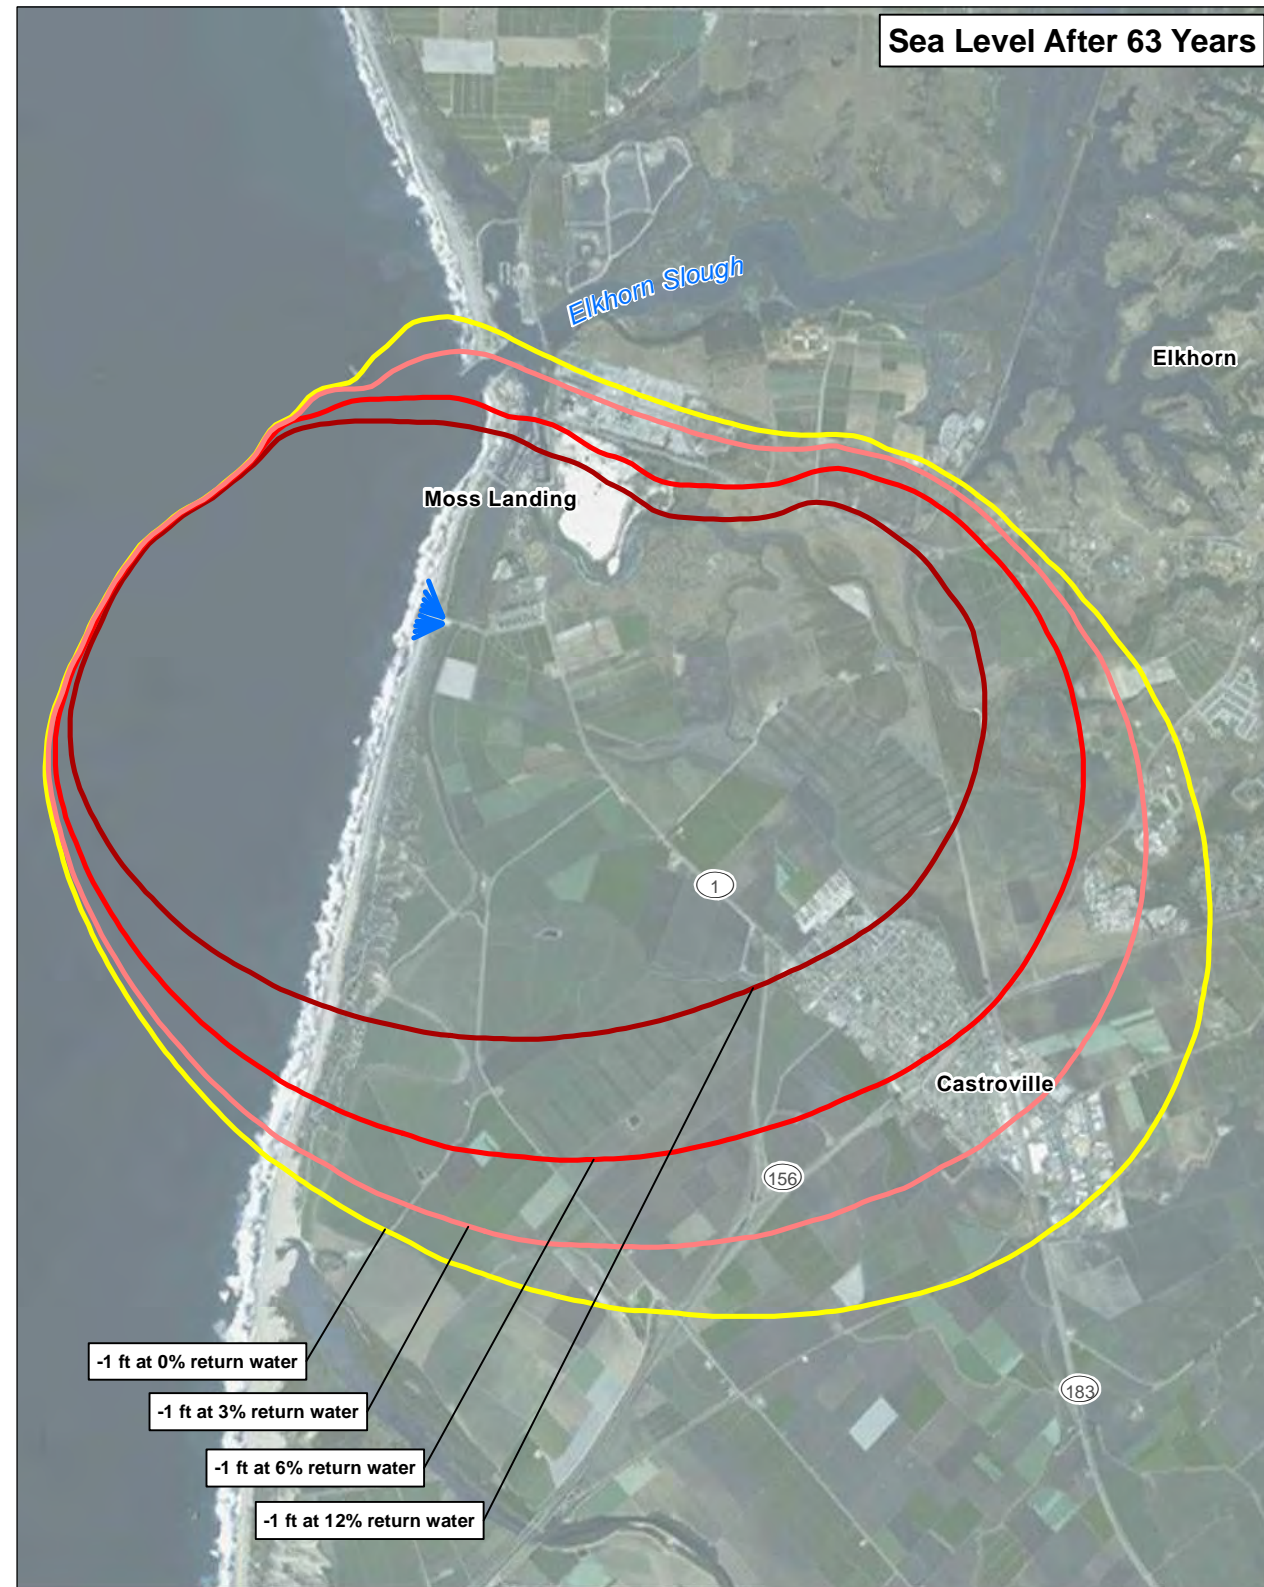 Sea Level After 63 Years
Elkhorn Slough
Elkhorn
Moss Landing
1
Castroville
156
-1 ft at 0% return water
183
-1 ft at 3% return water
-1 ft at 6% return water
-1 ft at 12% return water